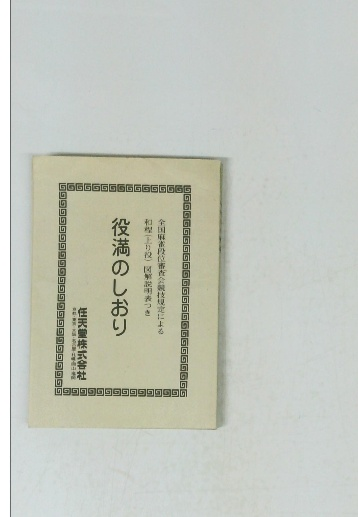 全国麻雀段位審査会競技規定による
和程(上り役)図解説明表つき
役満のしおり
任天堂株式会社